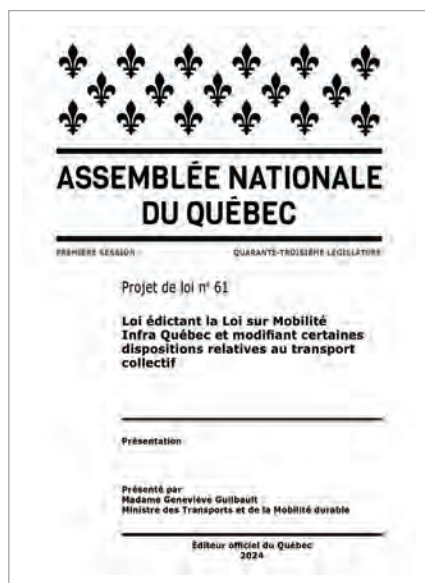 ASSEMBLÉE NATIONALE
DU QUÉBEC
PREMIÈRE SESSION QUARANTE-TROISIÈME LÉGISLATURE
Projet de loi nº 61
Loi édictant la Loi sur Mobilité
Infra Québec et modifiant certaines
dispositions relatives au transport
collectif
Présentation
Présenté par
Madame Geneviève Guilbault
Ministre des Transports et de la Mobilité durable
Éditeur officiel du Québec
2024